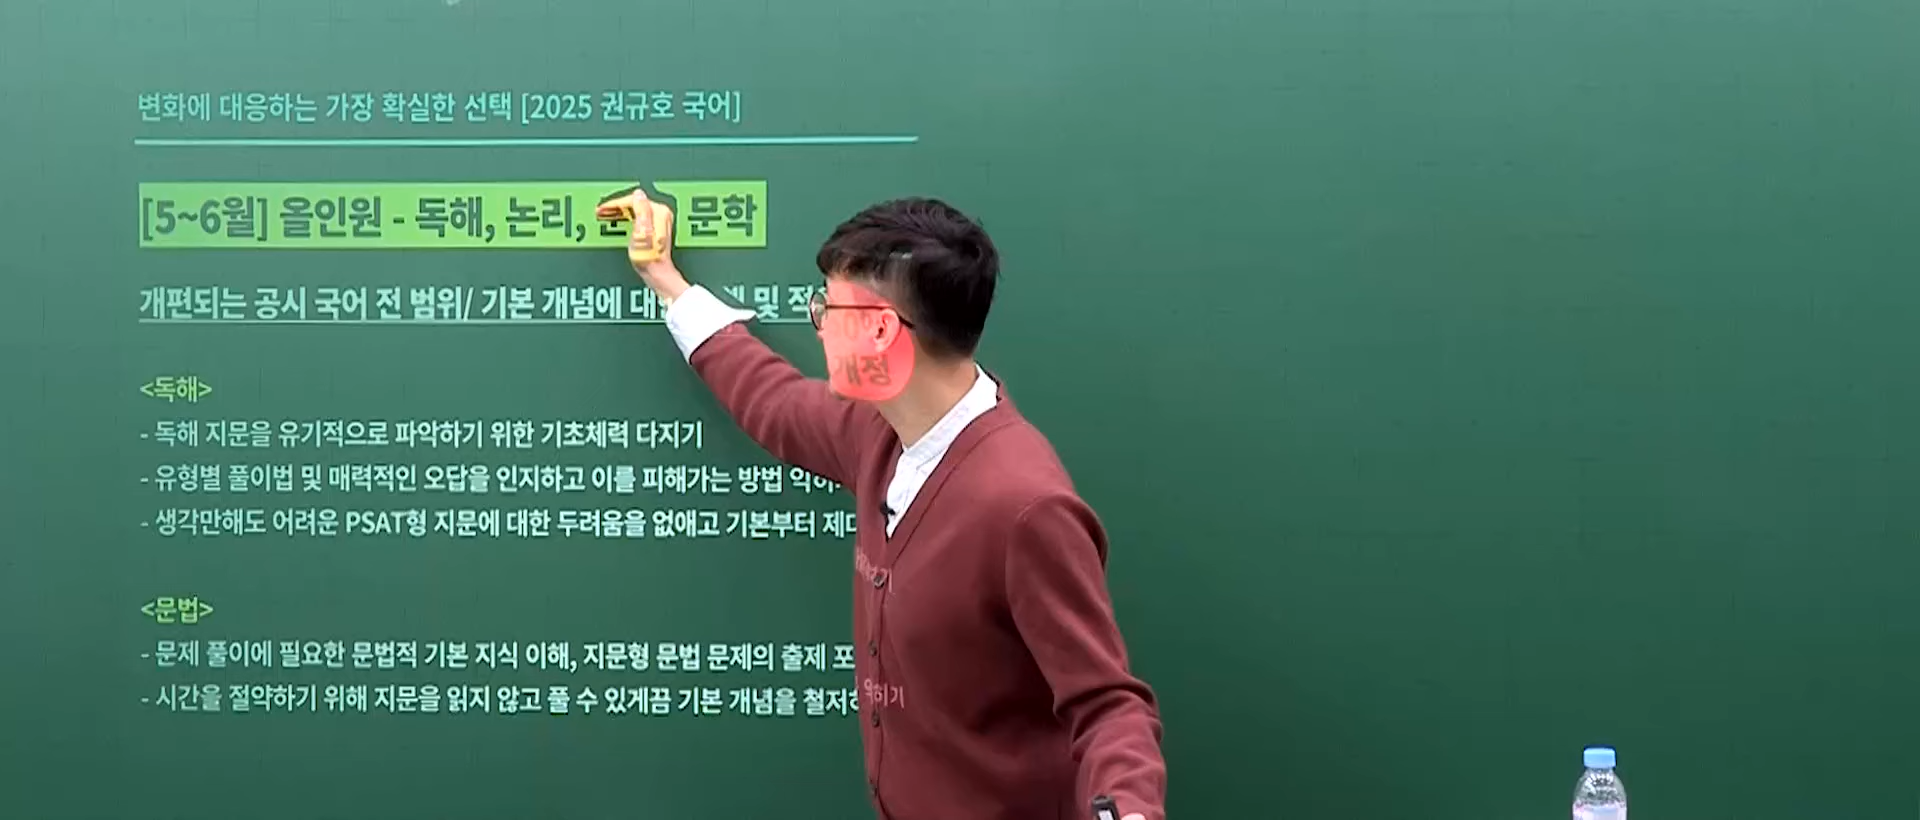 변화에 대응하는 가장 확실한 선택 [2025 권규호 국어]
[5~6월] 올인원 - 독해, 논리, 문학
개편되는 공시 국어 전 범위/ 기본 개념에 및
개정
<독해>
- 독해 지문을 유기적으로 파악하기 위한 기초체력 다지기
- 유형별 풀이법 및 매력적인 오답을 인지하고 이를 피해가는 방법
- 생각만해도 어려운 PSAT형 지문에 대한 두려움을 없애고 기본부터
<문법>
- 문제 풀이에 필요한 문법적 기본 지식 이해, 지문형 문법 문제의 출제
- 시간을 절약하기 위해 지문을 읽지 않고 풀 수 있게끔 기본 개념을 익히기